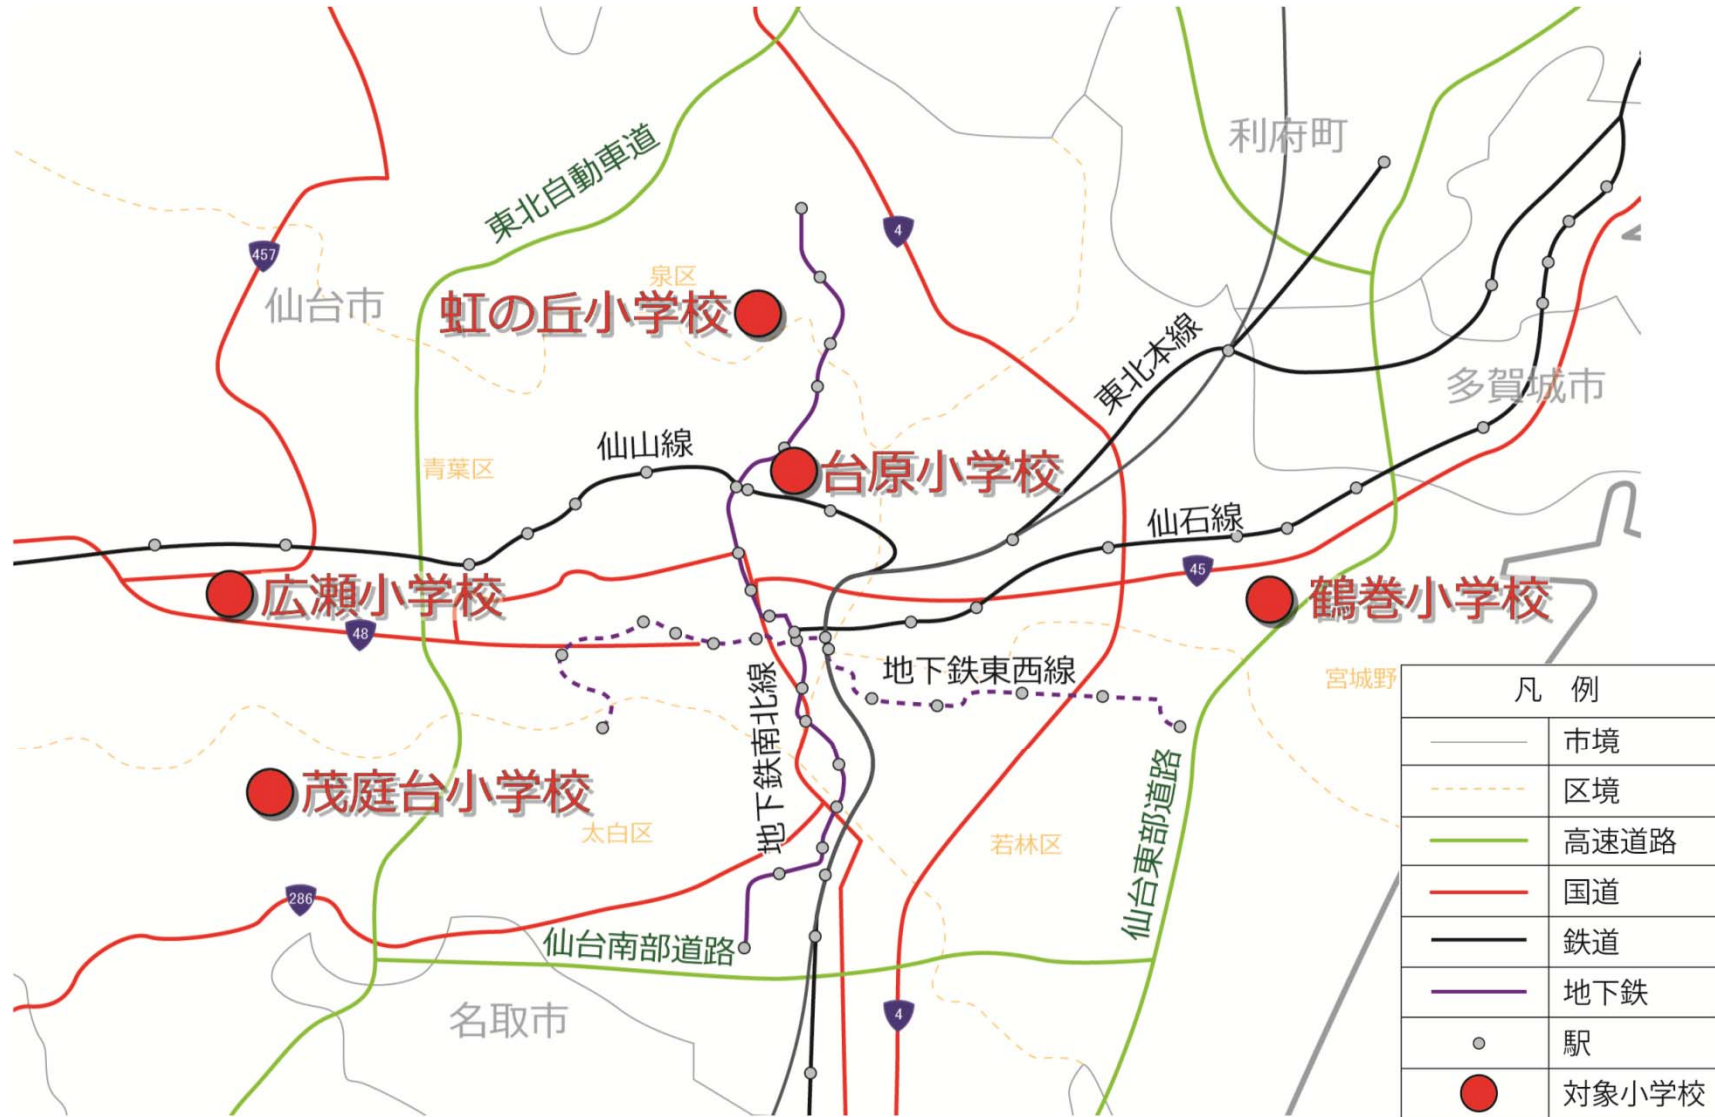 利府町
東北自動車道
4
457
泉区
仙台市
虹の丘小学校
東北本線
多賀城市
仙山線
青葉区
台原小学校
仙石線
45
広瀬小学校
鶴巻小学校
48
地下鉄東西線
宮城野
地下鉄南北線
茂庭台小学校
太白区
若林区
仙台東部道路
286
仙台南部道路
名取市
4
凡 例
市境
区境
高速道路
国道
鉄道
地下鉄
駅
対象小学校